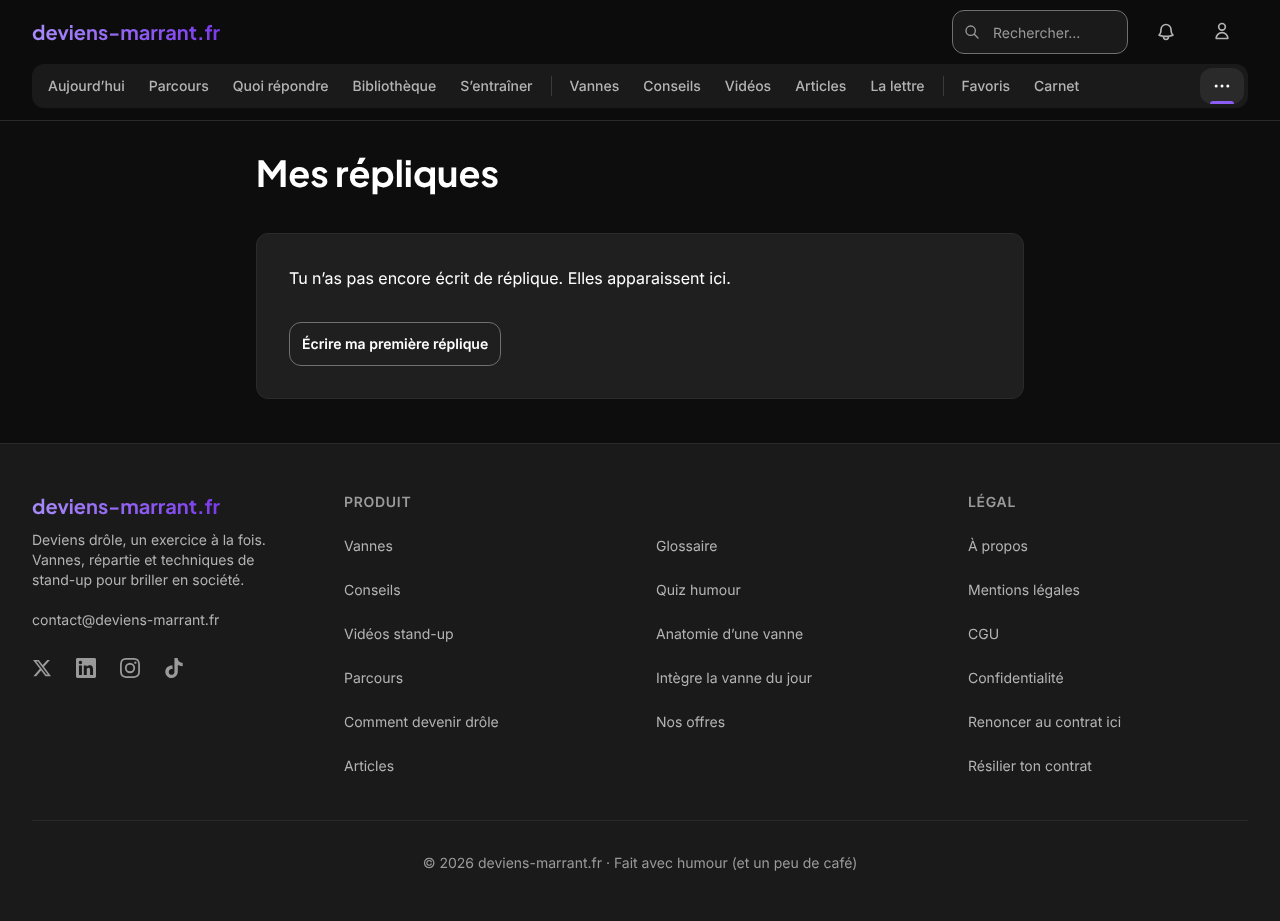 deviens-marrant.fr
Rechercher...
Aujourd’hui Parcours Quoi répondre Bibliothèque S’entraîner Vannes Conseils Vidéos Articles La lettre Favoris Carnet
Mes répliques
Tu n’as pas encore écrit de réplique. Elles apparaissent ici.
Écrire ma première réplique
deviens-marrant.fr
Deviens drôle, un exercice à la fois.
Vannes, répartie et techniques de
stand-up pour briller en société.
contact@deviens-marrant.fr
PRODUIT
Vannes
Conseils
Vidéos stand-up
Parcours
Comment devenir drôle
Articles
Glossaire
Quiz humour
Anatomie d’une vanne
Intègre la vanne du jour
Nos offres
LÉGAL
À propos
Mentions légales
CGU
Confidentialité
Renoncer au contrat ici
Résilier ton contrat
© 2026 deviens-marrant.fr · Fait avec humour (et un peu de café)